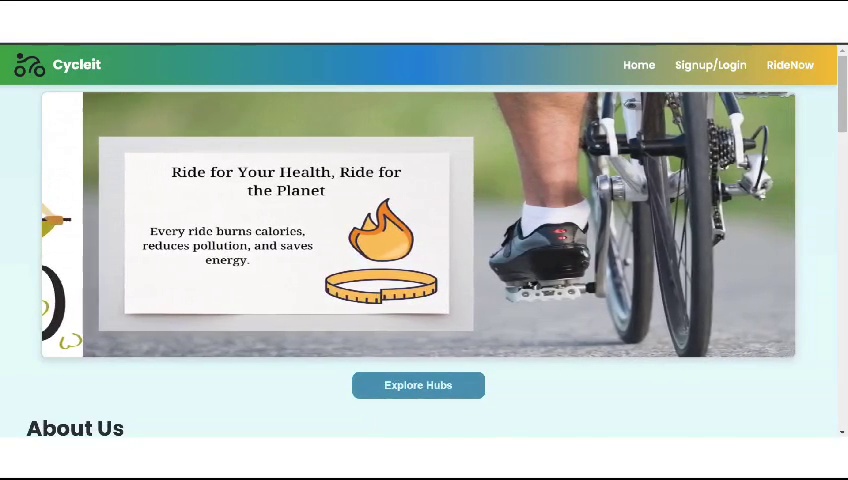 Cycleit
Home
Signup/Login
RideNow
Ride for Your Health, Ride for
the Planet
Every ride burns calories,
reduces pollution, and saves
energy.
Explore Hubs
About Us